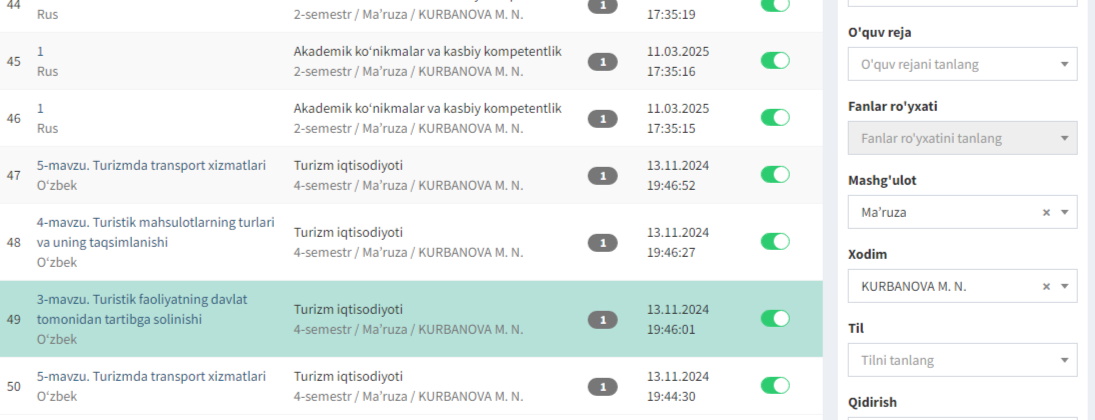 44
Rus
2-semestr / Ma’ruza / KURBANOVA M. N.
1
17:35:19
45
1
Rus
Akademik ko‘nikmalar va kasbiy kompetentlik
2-semestr / Ma’ruza / KURBANOVA M. N.
1
11.03.2025
17:35:16
46
1
Rus
Akademik ko‘nikmalar va kasbiy kompetentlik
2-semestr / Ma’ruza / KURBANOVA M. N.
1
11.03.2025
17:35:15
47
5-mavzu. Turizmda transport xizmatlari
O‘zbek
Turizm iqtisodiyoti
4-semestr / Ma’ruza / KURBANOVA M. N.
1
13.11.2024
19:46:52
48
4-mavzu. Turistik mahsulotlarning turlari
va uning taqsimlanishi
O‘zbek
Turizm iqtisodiyoti
4-semestr / Ma’ruza / KURBANOVA M. N.
1
13.11.2024
19:46:27
49
3-mavzu. Turistik faoliyatning davlat
tomonidan tartibga solinishi
O‘zbek
Turizm iqtisodiyoti
4-semestr / Ma’ruza / KURBANOVA M. N.
1
13.11.2024
19:46:01
50
5-mavzu. Turizmda transport xizmatlari
O‘zbek
Turizm iqtisodiyoti
4-semestr / Ma’ruza / KURBANOVA M. N.
1
13.11.2024
19:44:30
O'quv reja
O'quv rejani tanlang
Fanlar ro'yxati
Fanlar ro'yxatini tanlang
Mashg'ulot
Ma’ruza ×
Xodim
KURBANOVA M. N. ×
Til
Tilni tanlang
Qidirish